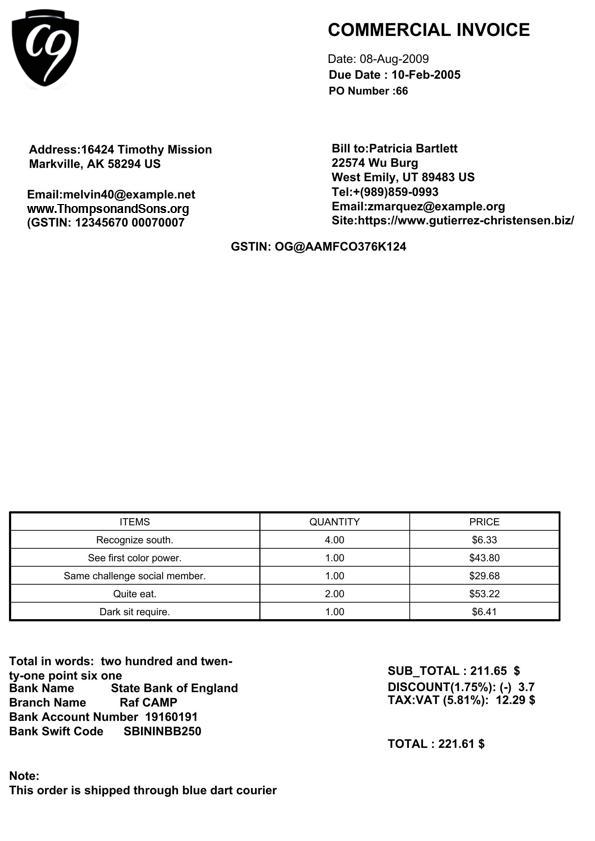 C9
COMMERCIAL INVOICE
Date: 08-Aug-2009
Due Date : 10-Feb-2005
PO Number :66
Address:16424 Timothy Mission
Markville, AK 58294 US
Email:melvin40@example.net
www.ThompsonandSons.org
(GSTIN: 12345670 00070007
Bill to:Patricia Bartlett
22574 Wu Burg
West Emily, UT 89483 US
Tel:+(989)859-0993
Email:zmarquez@example.org
Site:https://www.gutierrez-christensen.biz/
GSTIN: OG@AAMFCO376K124
ITEMS QUANTITY PRICE
Recognize south. 4.00 $6.33
See first color power. 1.00 $43.80
Same challenge social member. 1.00 $29.68
Quite eat. 2.00 $53.22
Dark sit require. 1.00 $6.41
Total in words: two hundred and twen-
ty-one point six one
Bank Name State Bank of England
Branch Name Raf CAMP
Bank Account Number 19160191
Bank Swift Code SBININBB250
SUB_TOTAL : 211.65 $
DISCOUNT(1.75%): (-) 3.7
TAX:VAT (5.81%): 12.29 $
TOTAL : 221.61 $
Note:
This order is shipped through blue dart courier